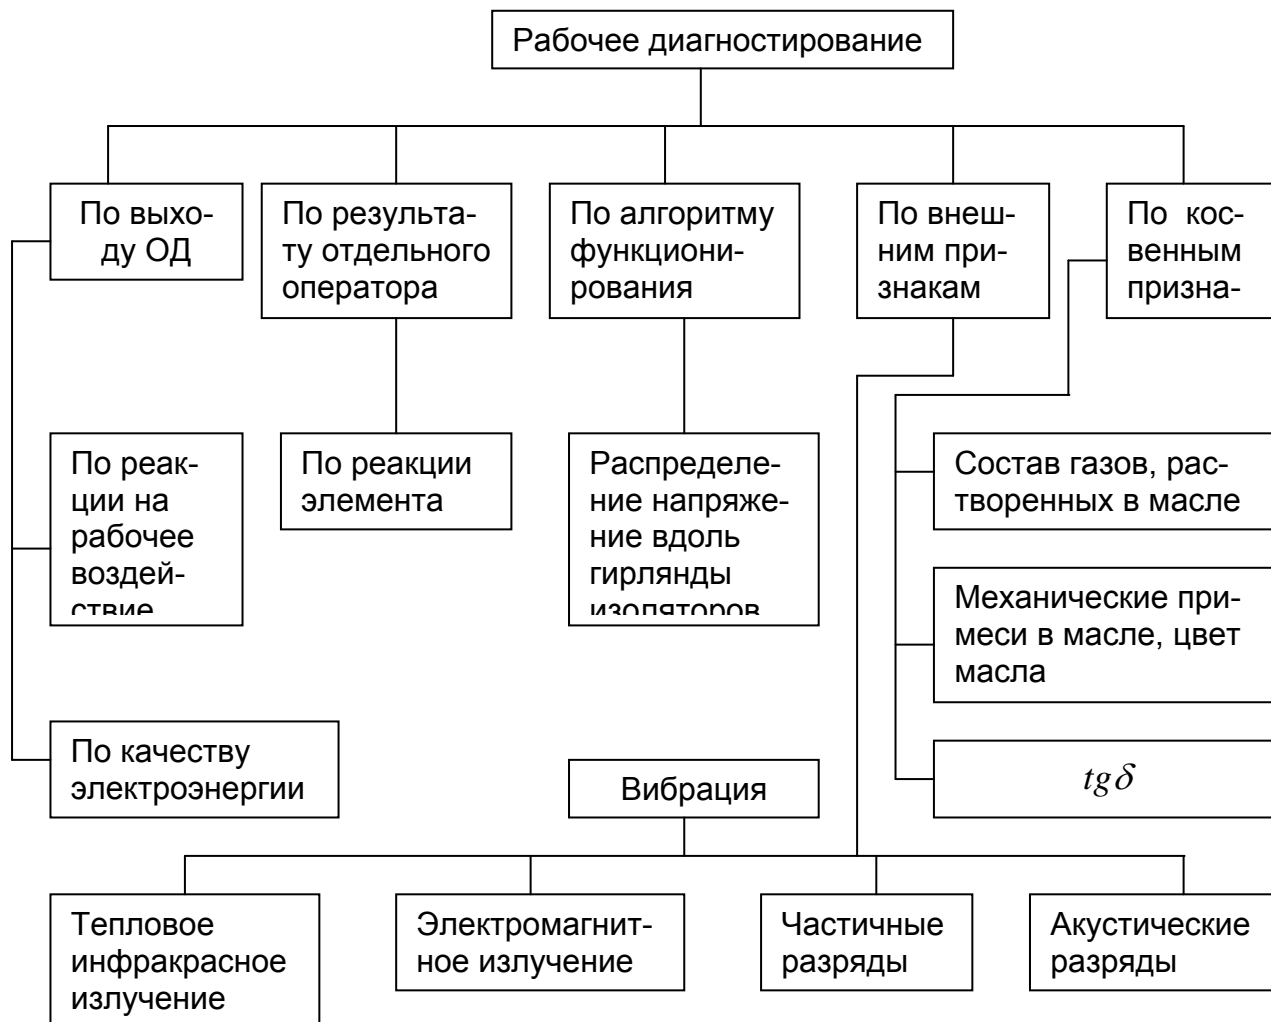 Рабочее диагностирование
По выхо-
ду ОД
По результа-
ту отдельного
оператора
По алгоритму
функциони-
рования
По внеш-
ним при-
знакам
По кос-
венным
призна-
По реак-
ции на
рабочее
воздей-
ствие
По реакции
элемента
Распределе-
ние напряже-
ние вдоль
гирлянды
изоляторов
Состав газов, рас-
творенных в масле
Механические при-
меси в масле, цвет
масла
По качеству
электроэнергии
Вибрация
tgδ
Тепловое
инфракрасное
излучение
Электромагнит-
ное излучение
Частичные
разряды
Акустические
разряды